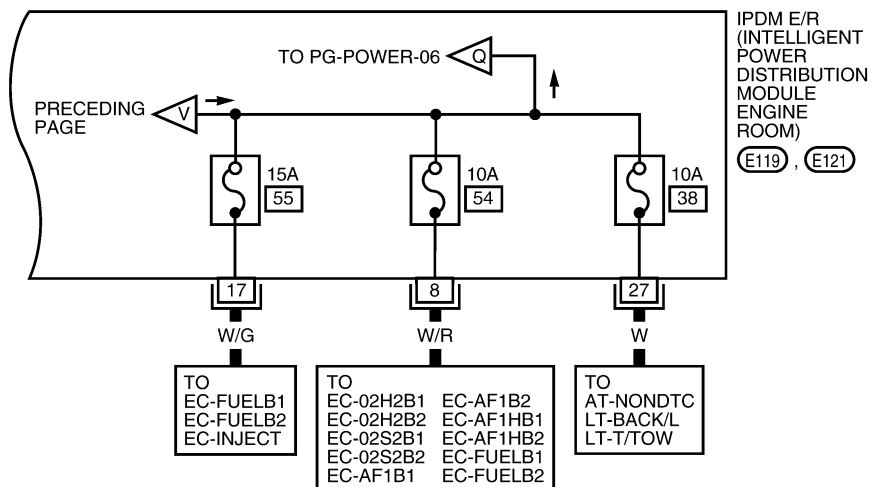 IPDM E/R
(INTELLIGENT
POWER
DISTRIBUTION
MODULE
ENGINE
ROOM)
E119 , E121
TO PG-POWER-06 Q
PRECEDING
PAGE
V
15A
55
10A
54
10A
38
17
8
27
W/G
W/R
W
TO
EC-FUELB1
EC-FUELB2
EC-INJECT
TO
EC-02H2B1 EC-AF1B2
EC-02H2B2 EC-AF1HB1
EC-02S2B1 EC-AF1HB2
EC-02S2B2 EC-FUELB1
EC-AF1B1 EC-FUELB2
TO
AT-NONDTC
LT-BACK/L
LT-T/TOW